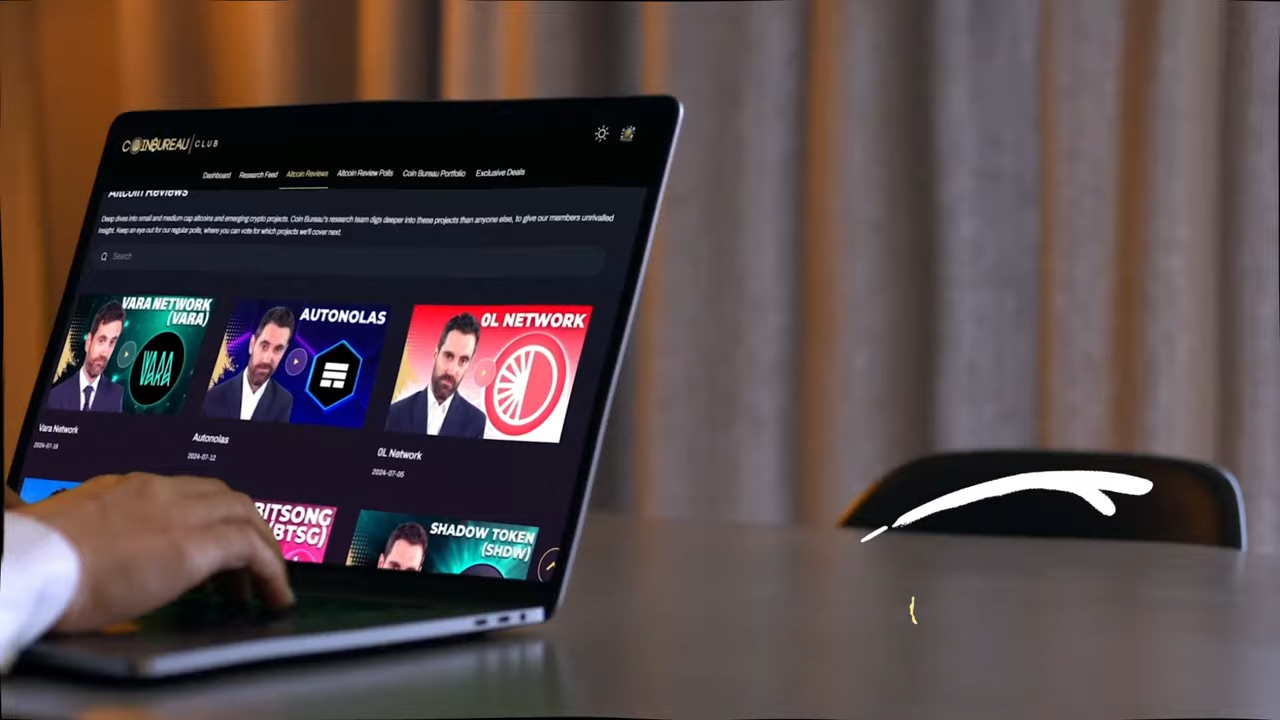 COINBUREAU CLUB
Dashboard Research Feed Altcoin Reviews Altcoin Review Polls Coin Bureau Portfolio Exclusive Deals
Altcoin Reviews
Deep dives into small and medium cap altcoins and emerging crypto projects. Coin Bureau's research team digs deeper into these projects than anyone else, to give our members unrivalled
insight. Keep an eye out for our regular polls, where you can vote for which projects we'll cover next.
Search
VARA NETWORK
(VARA)
VARA
AUTONOLAS
0L NETWORK
Vara Network
Autonolas
0L Network
2024-07-12
2024-07-05
BITSONG
(BTSG)
SHADOW TOKEN
(SHDW)